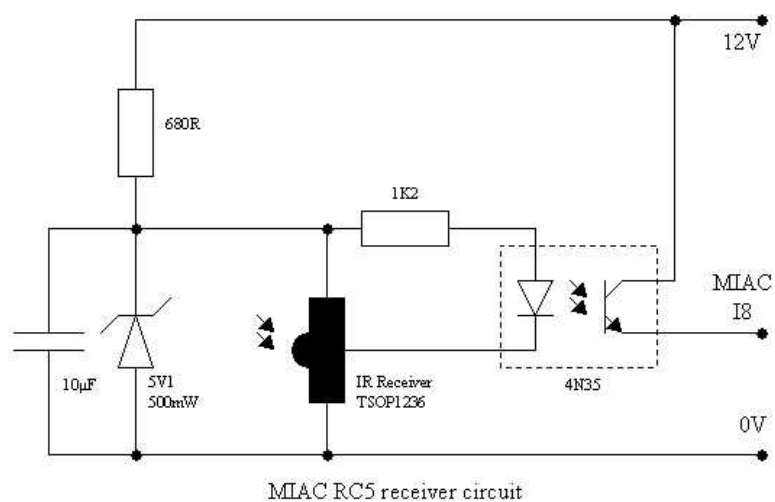 12V
680R
1K2
MIAC
I8
10µF
5V1
500mW
IR Receiver
TSOP1236
4N35
0V
MIAC RC5 receiver circuit